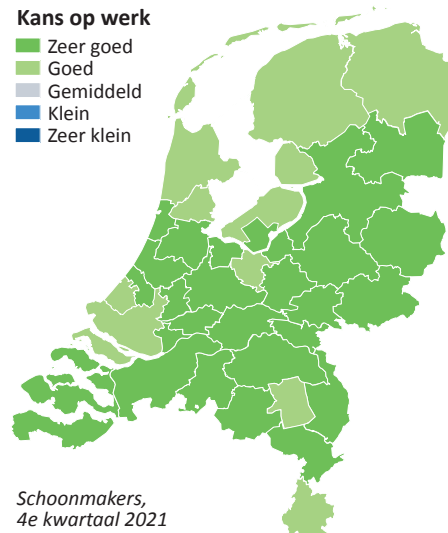 Kans op werk
Zeer goed
Goed
Gemiddeld
Klein
Zeer klein
Schoonmakers,
4e kwartaal 2021